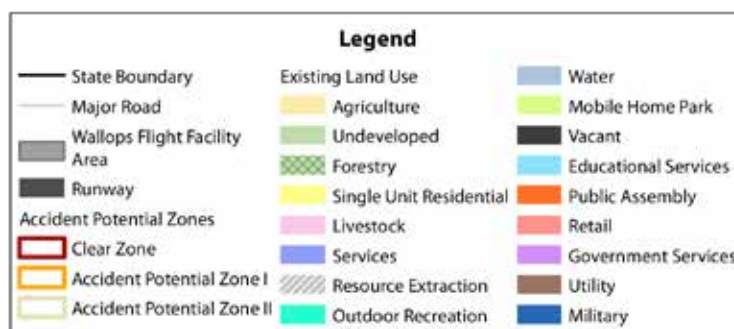 Legend
State Boundary
Major Road
Wallops Flight Facility
Area
Runway
Accident Potential Zones
Clear Zone
Accident Potential Zone I
Accident Potential Zone II
Existing Land Use
Agriculture
Undeveloped
Forestry
Single Unit Residential
Livestock
Services
Resource Extraction
Outdoor Recreation
Water
Mobile Home Park
Vacant
Educational Services
Public Assembly
Retail
Government Services
Utility
Military